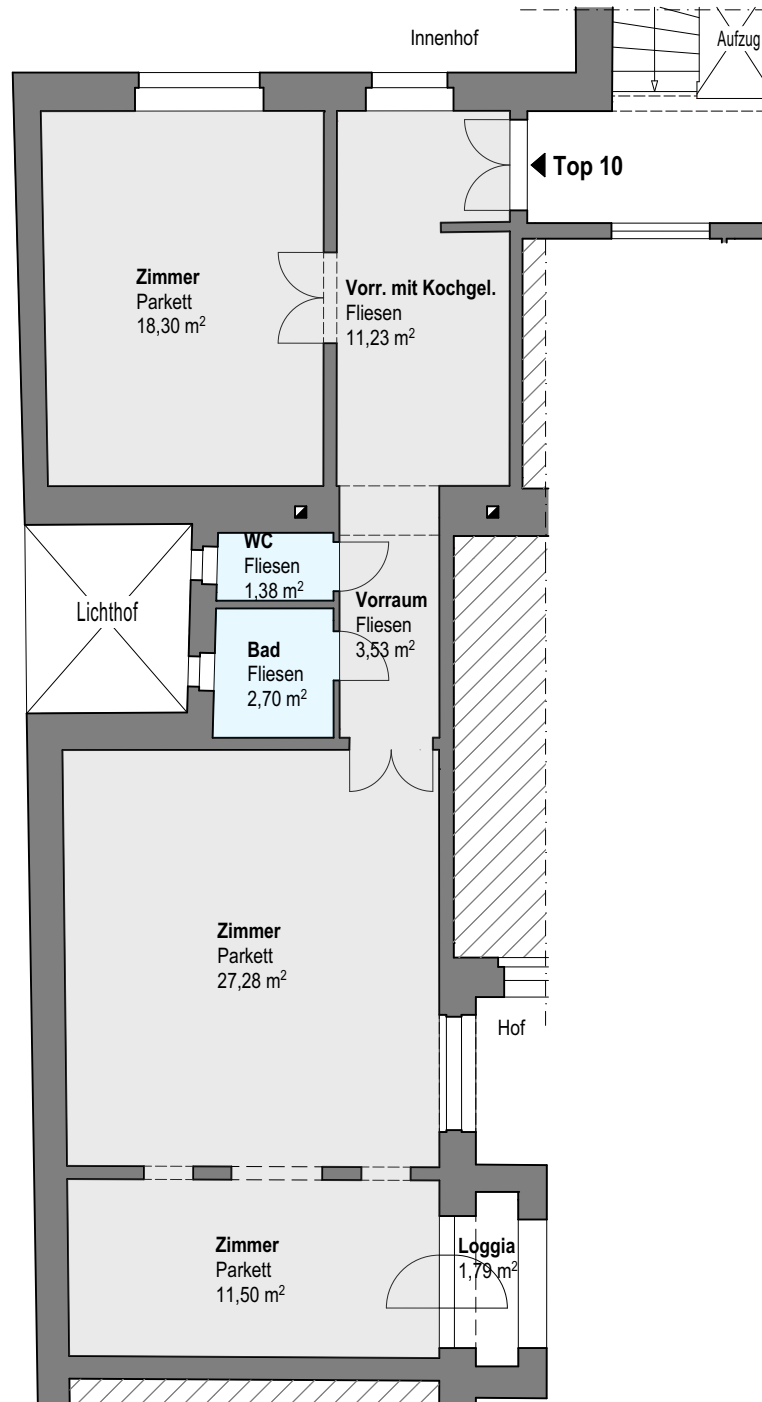 Innenhof
Aufzug
Top 10
Zimmer
Parkett
18,30 m²
Vorr. mit Kochgel.
Fliesen
11,23 m²
WC
Fliesen
1,38 m²
Lichthof
Vorraum
Fliesen
3,53 m²
Bad
Fliesen
2,70 m²
Zimmer
Parkett
27,28 m²
Hof
Zimmer
Parkett
11,50 m²
Loggia
1,79 m²